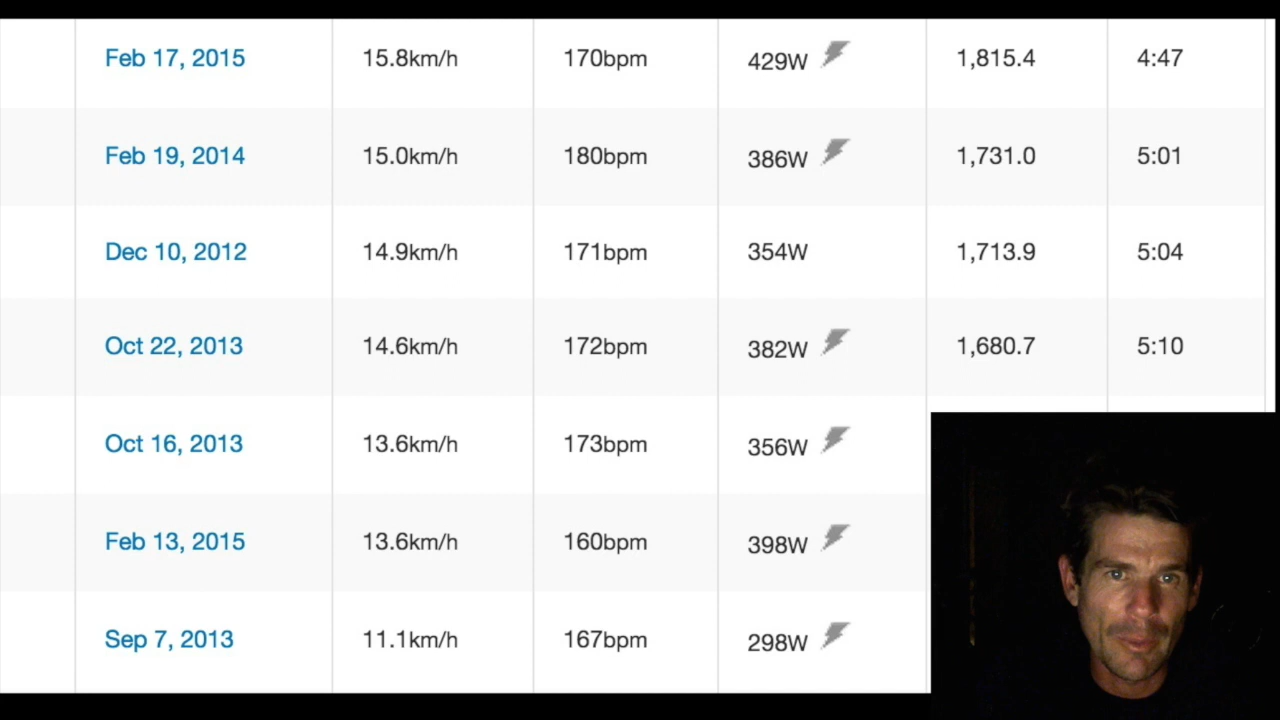 Feb 17, 2015 15.8km/h 170bpm 429W 1,815.4 4:47
Feb 19, 2014 15.0km/h 180bpm 386W 1,731.0 5:01
Dec 10, 2012 14.9km/h 171bpm 354W 1,713.9 5:04
Oct 22, 2013 14.6km/h 172bpm 382W 1,680.7 5:10
Oct 16, 2013 13.6km/h 173bpm 356W
Feb 13, 2015 13.6km/h 160bpm 398W
Sep 7, 2013 11.1km/h 167bpm 298W